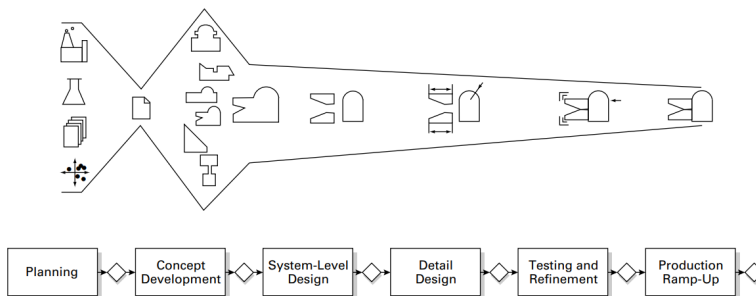 Planning
Concept
Development
System-Level
Design
Detail
Design
Testing and
Refinement
Production
Ramp-Up